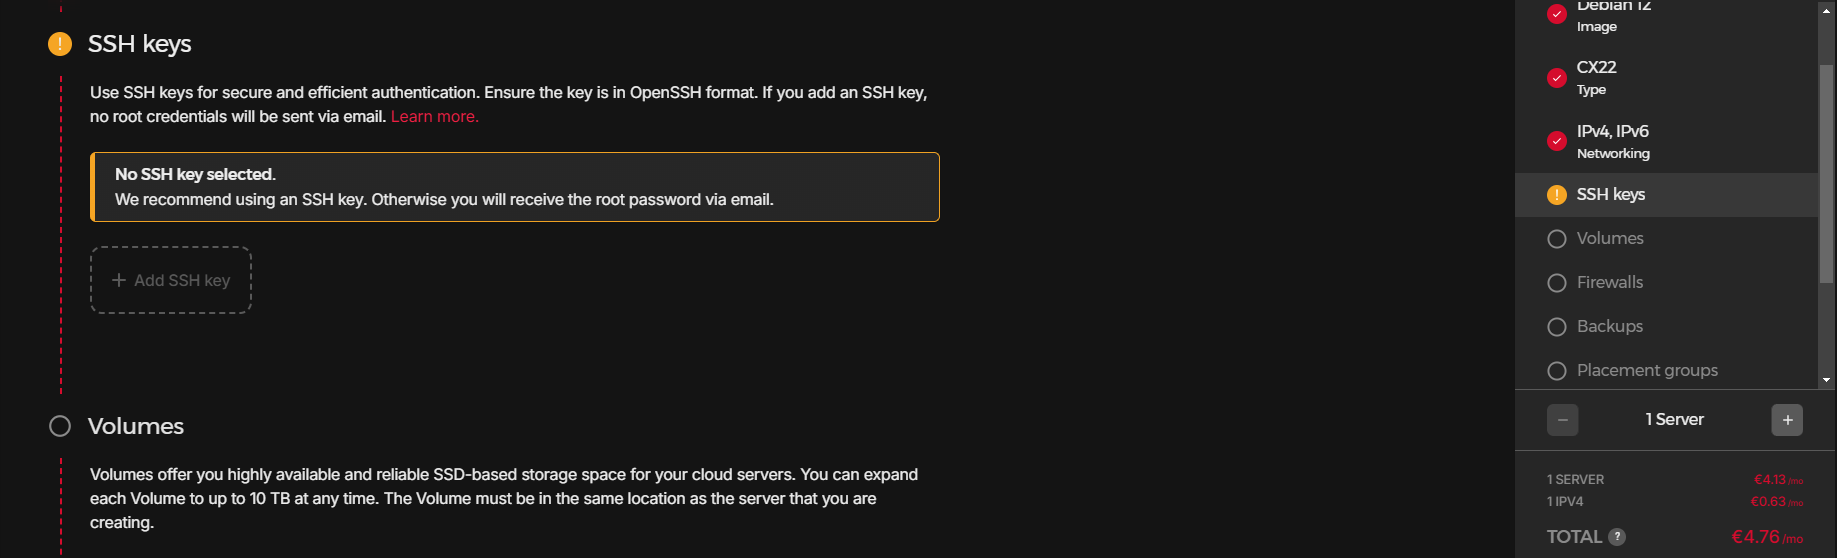 SSH keys
Use SSH keys for secure and efficient authentication. Ensure the key is in OpenSSH format. If you add an SSH key,
no root credentials will be sent via email. Learn more.
No SSH key selected.
We recommend using an SSH key. Otherwise you will receive the root password via email.
+ Add SSH key
Volumes
Volumes offer you highly available and reliable SSD-based storage space for your cloud servers. You can expand
each Volume to up to 10 TB at any time. The Volume must be in the same location as the server that you are
creating.
Debian 12
Image
CX22
Type
IPv4, IPv6
Networking
SSH keys
Volumes
Firewalls
Backups
Placement groups
− 1 Server +
1 SERVER €4.13 /mo
1 IPV4 €0.63 /mo
TOTAL ? €4.76 /mo